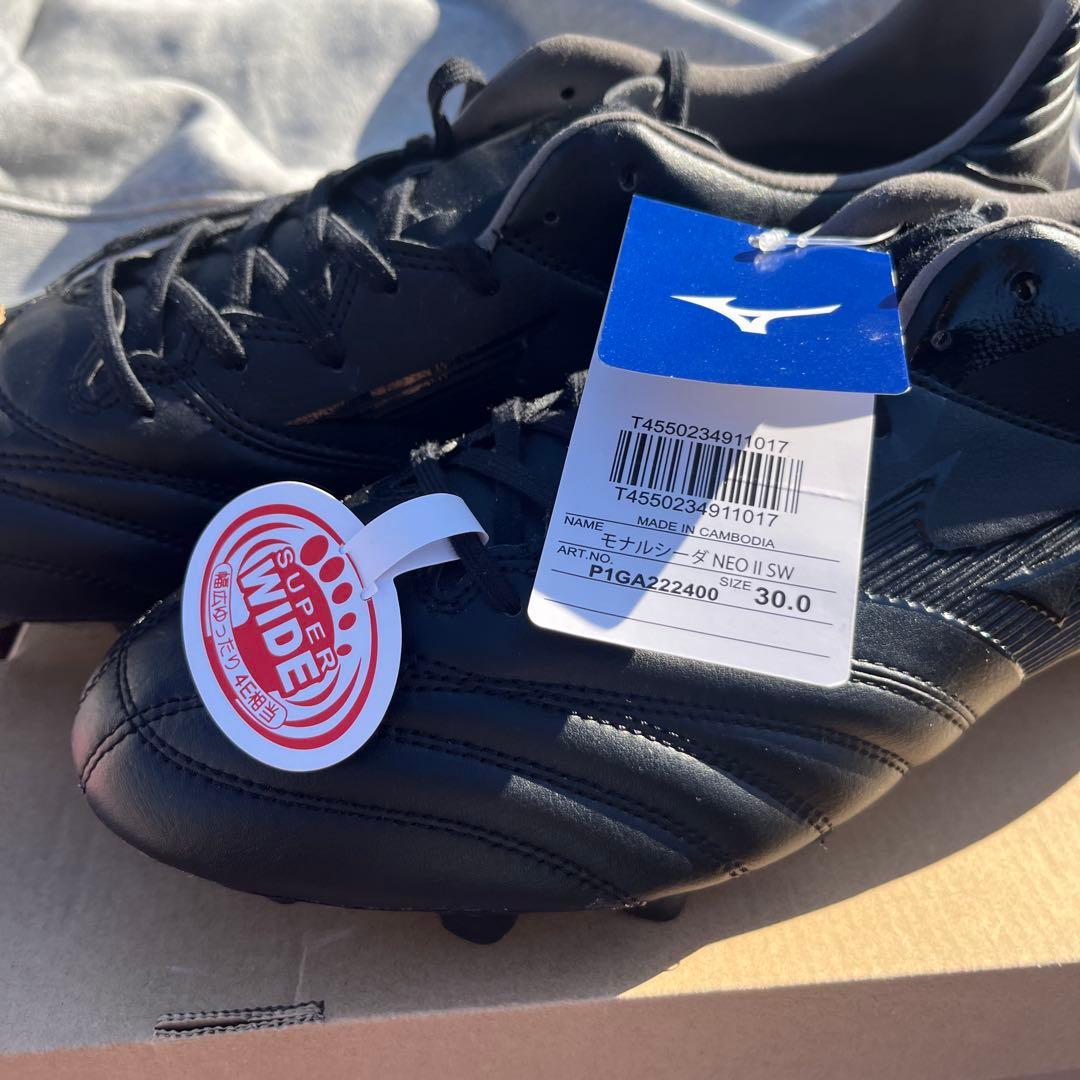 T4550234911017
T4550234911017
MADE IN CAMBODIA
NAME
モナルシーダ NEO II SW
ART.NO.
P1GA222400
SIZE 30.0
SUPER
WIDE
幅広ゆったり 4E相当